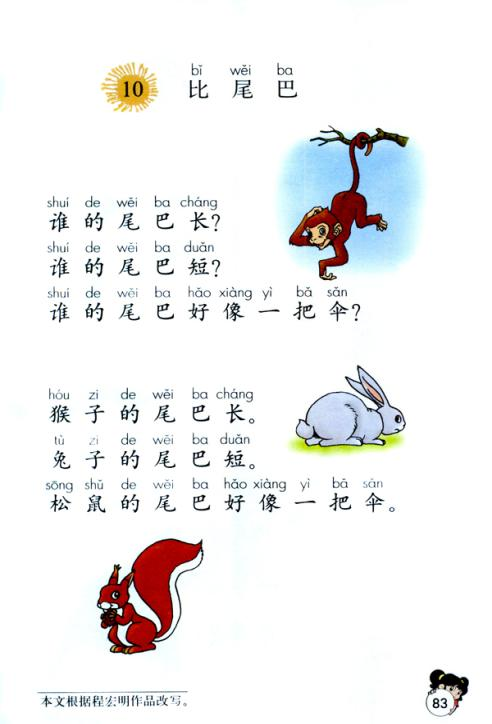 bǐ wěi ba
10 比尾巴
shuí de wěi ba cháng
谁的尾巴长？
shuí de wěi ba duǎn
谁的尾巴短？
shuí de wěi ba hǎo xiàng yì bǎ sǎn
谁的尾巴好像一把伞？
hóu zi de wěi ba cháng
猴子的尾巴长。
tù zi de wěi ba duǎn
兔子的尾巴短。
sōng shǔ de wěi ba hǎo xiàng yì bǎ sǎn
松鼠的尾巴好像一把伞。
本文根据程宏明作品改写。
83